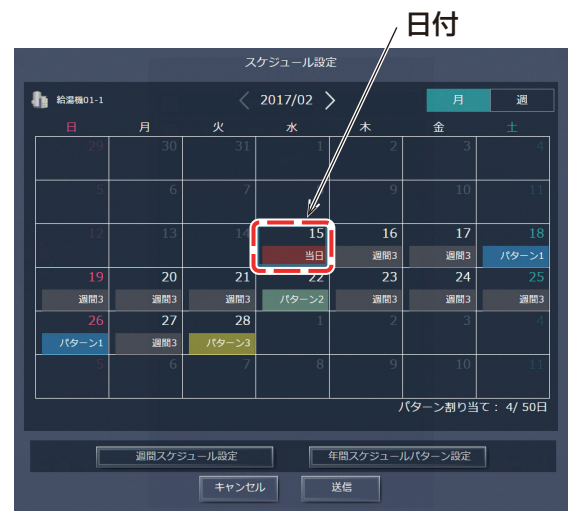 日付
スケジュール設定
給湯機01-1
< 2017/02 >
月 週
日 月 火 水 木 金 土
29 30 31 1 2 3 4
5 6 7 9 10 11
12 13 14 15 16 17 18
当日 週間3 週間3 パターン1
19 20 21 22 23 24 25
週間3 週間3 週間3 パターン2 週間3 週間3 週間3
26 27 28 1 2 3 4
パターン1 週間3 パターン3
5 6 7 8 9 10 11
パターン割り当て： 4/ 50日
週間スケジュール設定 年間スケジュールパターン設定
キャンセル 送信